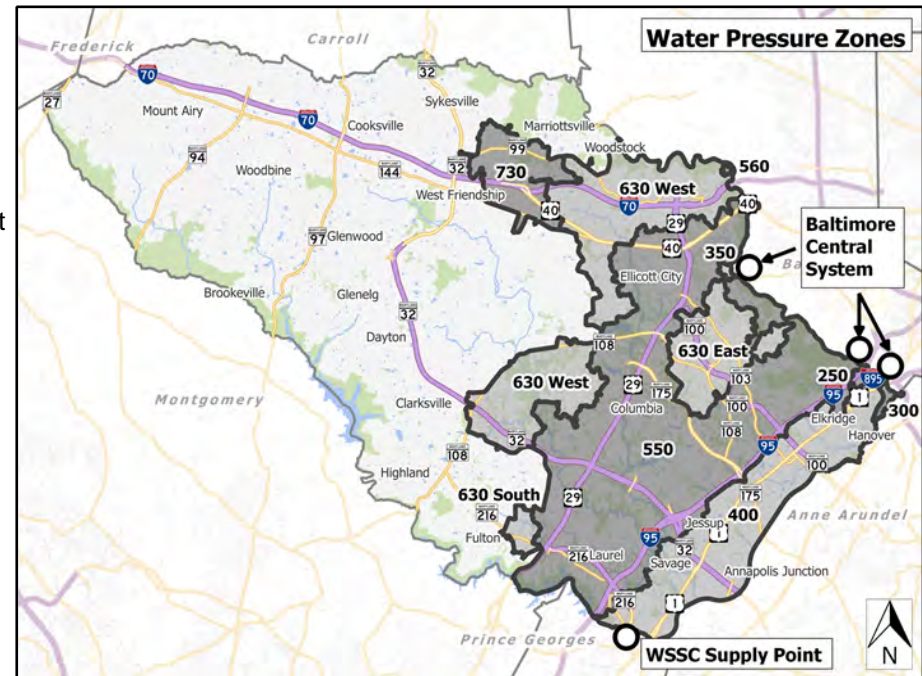 Water Pressure Zones
Frederick
Carroll
70
32
27
Mount Airy
Sykesville
70
Cooksville
Marriottsville
97
99
Woodstock
94
Woodbine
144
32
730
560
West Friendship
630 West
70
40
29
40
Baltimore
Central
System
97
Glenwood
40
350
Ba
t
Ellicott City
Brookeville
Glenelg
32
100
Dayton
108
630 East
630 West
29
175
103
250
895
Columbia
100
95
1
300
Montgomery
Clarksville
Elkridge
Hanover
32
108
95
108
550
100
Highland
630 South
175
29
400
Anne Arundel
216
Jessup
1
Fulton
95
32
216
Laurel
Savage
Annapolis Junction
216
1
Prince Georges
WSSC Supply Point
N